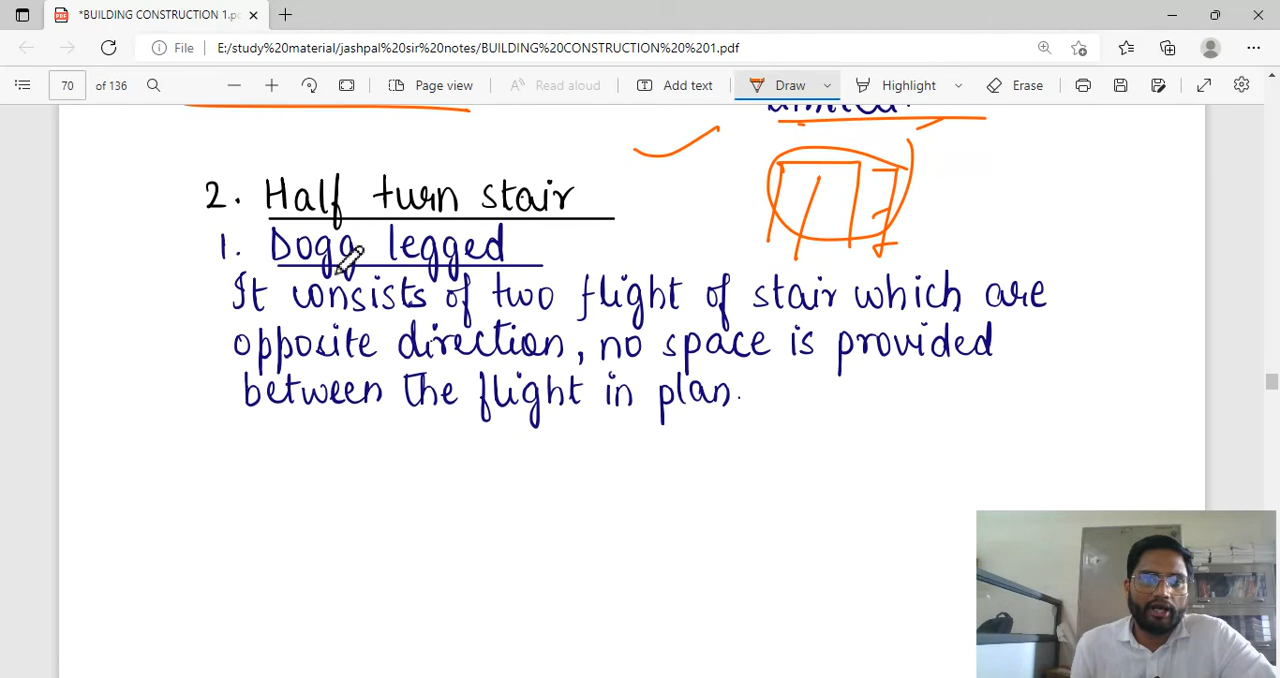 *BUILDING CONSTRUCTION 1.p
File
E:/study%20material/jashpal%20sir%20notes/BUILDING%20CONSTRUCTION%20%201.pdf
70 of 136
Page view
Read aloud
Add text
Draw
Highlight
Erase
2. Half turn stair
1. Dogg legged
It consists of two flight of stair which are
opposite direction, no space is provided
between the flight in plan.